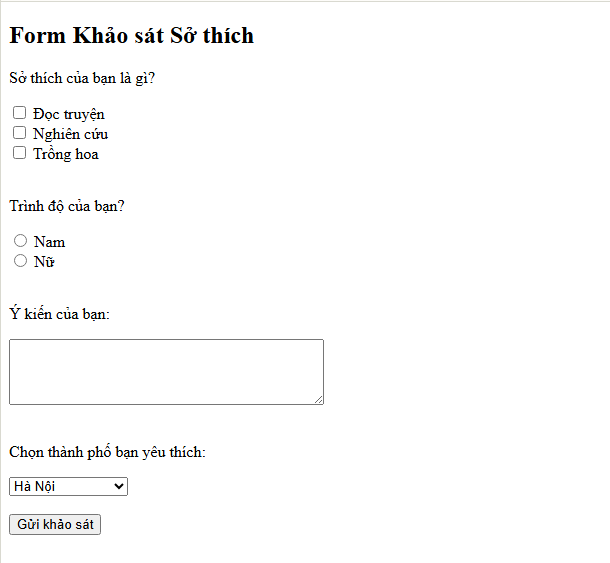 Form Khảo sát Sở thích
Sở thích của bạn là gì?
Đọc truyện
Nghiên cứu
Trồng hoa
Trình độ của bạn?
Nam
Nữ
Ý kiến của bạn:
Chọn thành phố bạn yêu thích:
Hà Nội
Gửi khảo sát